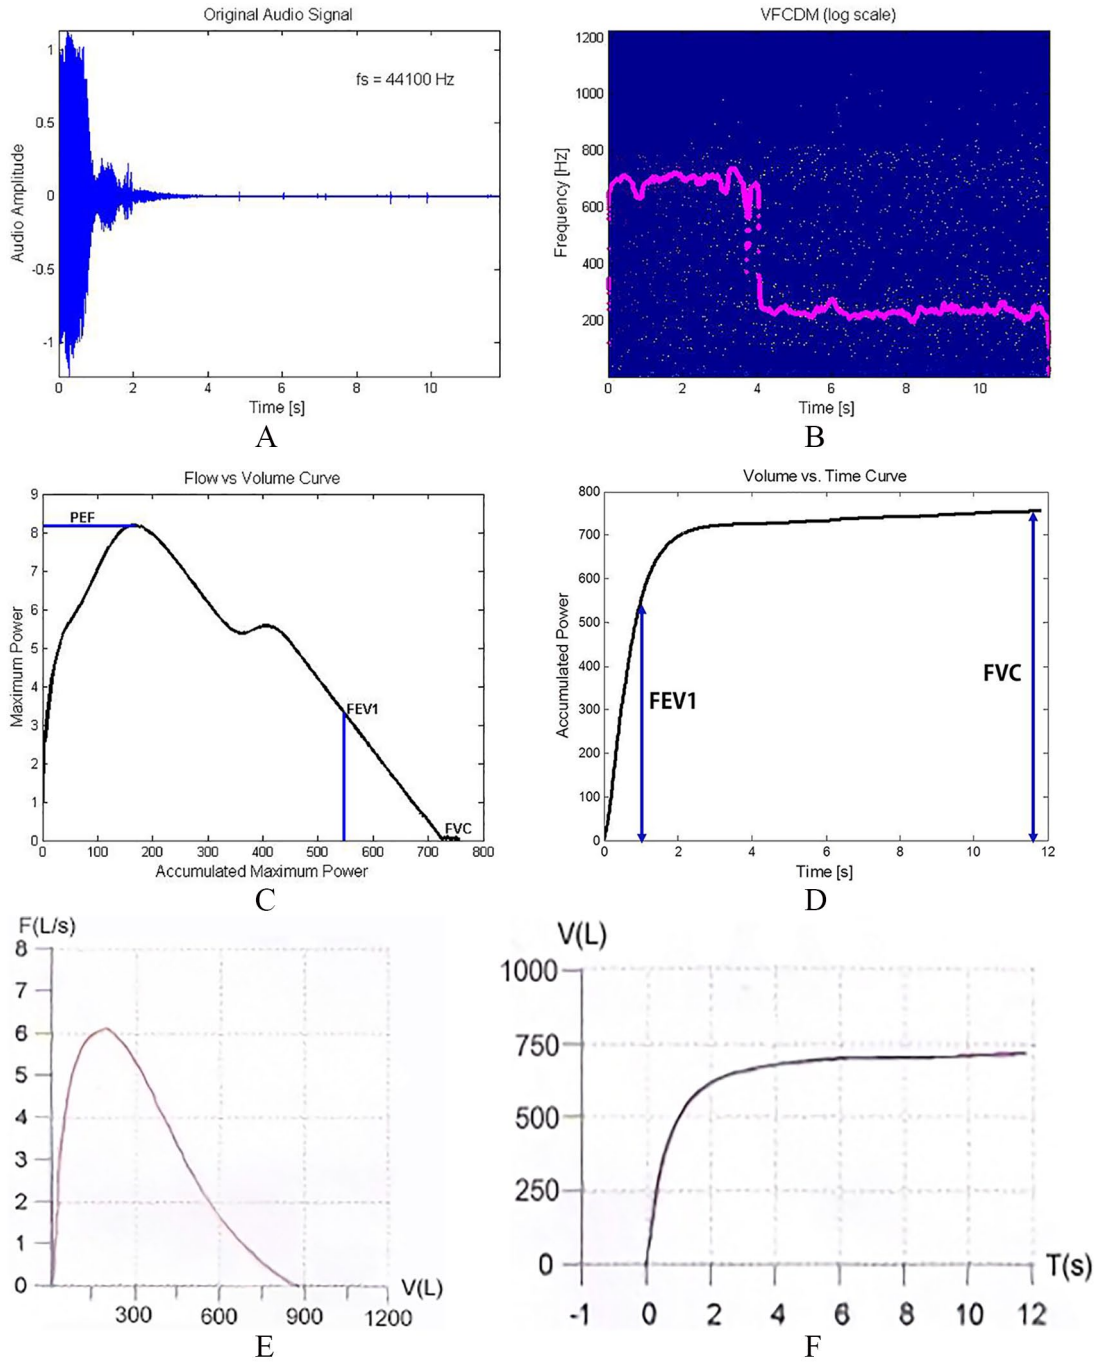 Original Audio Signal
fs = 44100 Hz
Audio Amplitude
1
0.5
0
-0.5
-1
0 2 4 6 8 10
Time [s]
A
VFCDM (log scale)
Frequency [Hz]
1200
1000
800
600
400
200
0 2 4 6 8 10
Time [s]
B
Flow vs Volume Curve
Maximum Power
9
8
7
6
5
4
3
2
1
0
PEF
FEV1
FVC
0 100 200 300 400 500 600 700 800
Accumulated Maximum Power
C
Volume vs. Time Curve
Accumulated Power
800
700
600
500
400
300
200
100
0
FEV1
FVC
0 2 4 6 8 10 12
Time [s]
D
F(L/s)
8
7
6
5
4
3
2
1
0
V(L)
300 600 900 1200
E
V(L)
1000
750
500
250
0
T(s)
-1 0 2 4 6 8 10 12
F